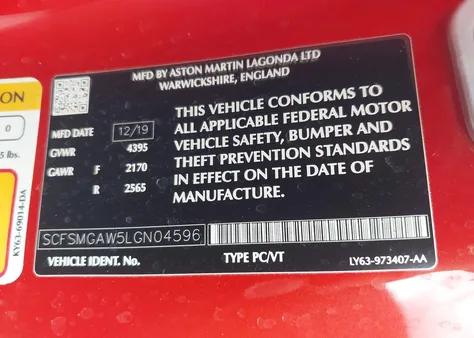 MFD BY ASTON MARTIN LAGONDA LTD
WARWICKSHIRE, ENGLAND
MFD DATE 12/19
GVWR 4395
GAWR F 2170
R 2565
THIS VEHICLE CONFORMS TO
ALL APPLICABLE FEDERAL MOTOR
VEHICLE SAFETY, BUMPER AND
THEFT PREVENTION STANDARDS
IN EFFECT ON THE DATE OF
MANUFACTURE.
SCFSMGAW5LGN04596
VEHICLE IDENT. No.
TYPE PC/VT
LY63-973407-AA
ON
0
5 lbs.
KY63-69014-DA